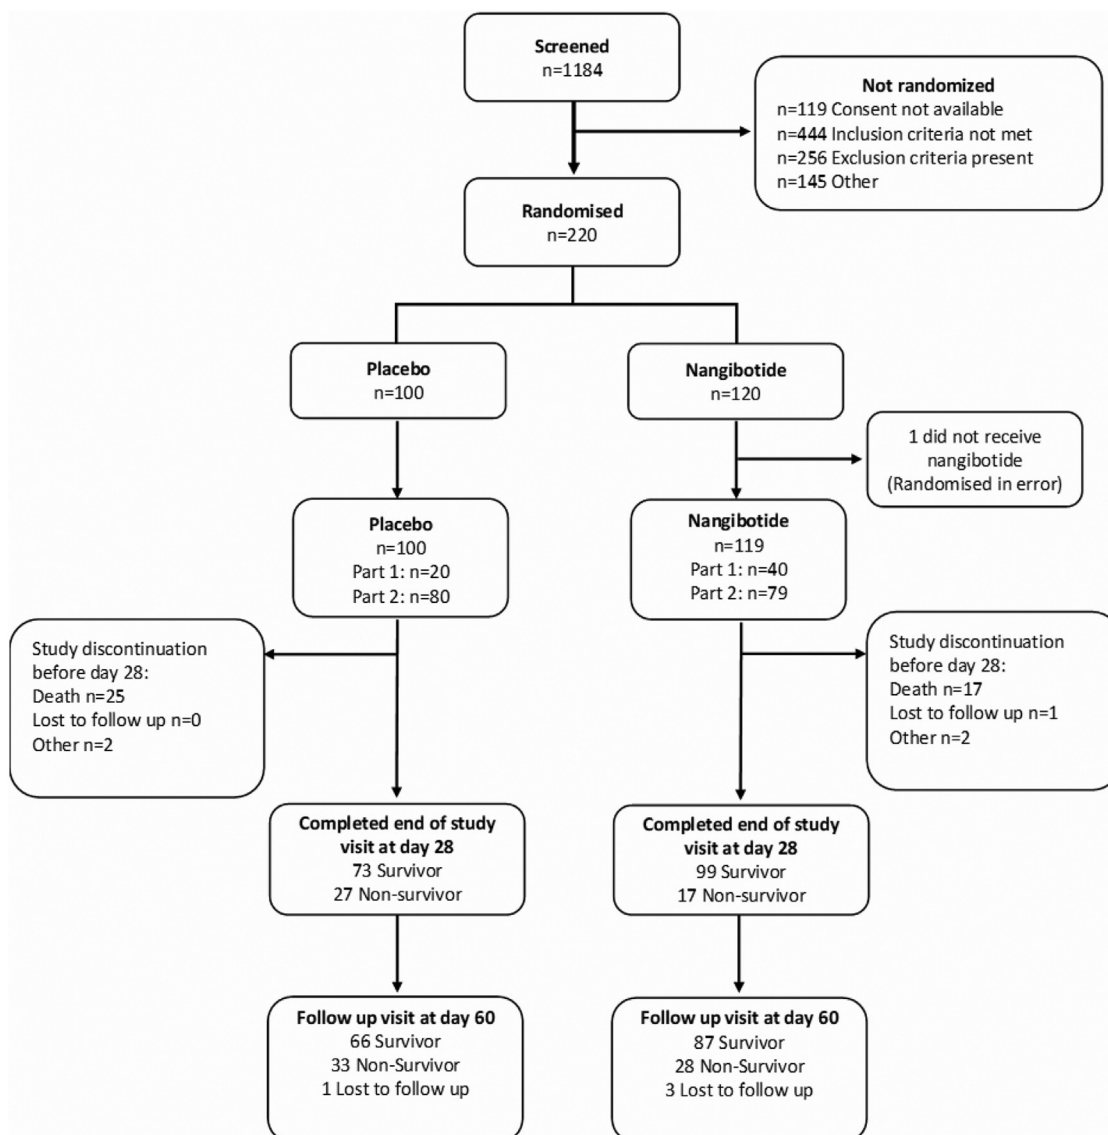 Screened
n=1184
Not randomized
n=119 Consent not available
n=444 Inclusion criteria not met
n=256 Exclusion criteria present
n=145 Other
Randomised
n=220
Placebo
n=100
Nangibotide
n=120
1 did not receive
nangibotide
(Randomised in error)
Placebo
n=100
Part 1: n=20
Part 2: n=80
Nangibotide
n=119
Part 1: n=40
Part 2: n=79
Study discontinuation
before day 28:
Death n=25
Lost to follow up n=0
Other n=2
Study discontinuation
before day 28:
Death n=17
Lost to follow up n=1
Other n=2
Completed end of study
visit at day 28
73 Survivor
27 Non-survivor
Completed end of study
visit at day 28
99 Survivor
17 Non-survivor
Follow up visit at day 60
66 Survivor
33 Non-Survivor
1 Lost to follow up
Follow up visit at day 60
87 Survivor
28 Non-Survivor
3 Lost to follow up